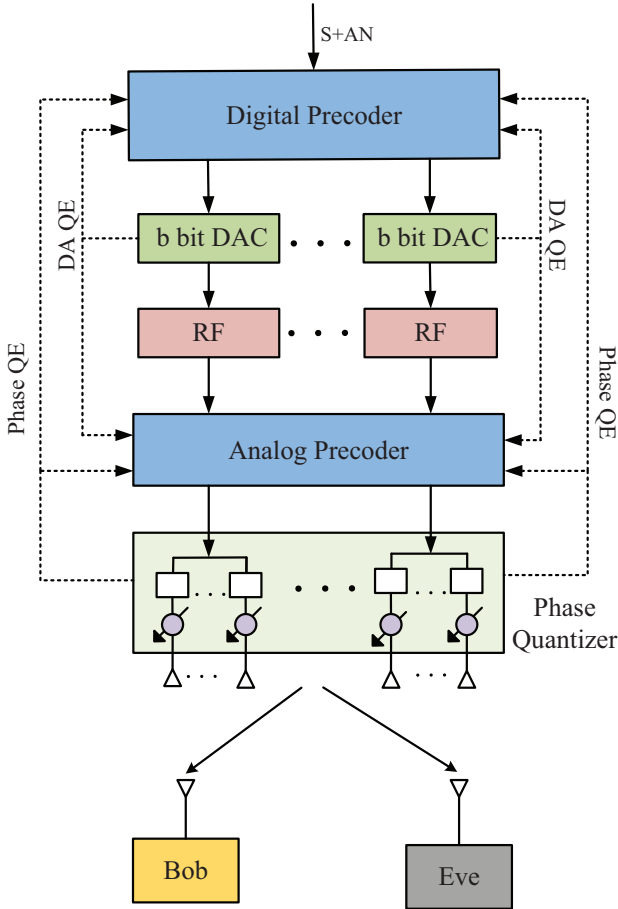 S+AN
Digital Precoder
b bit DAC
b bit DAC
DA QE
DA QE
RF
RF
Phase QE
Phase QE
Analog Precoder
Phase
Quantizer
Bob
Eve